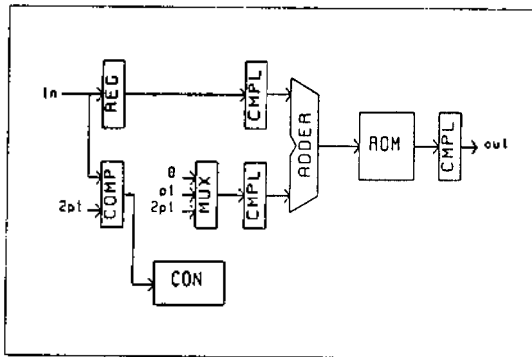 In
REG
CMPL
ADDER
ROM
CMPL
out
COMP
2pi
0
pi
2pi
MUX
CMPL
CON